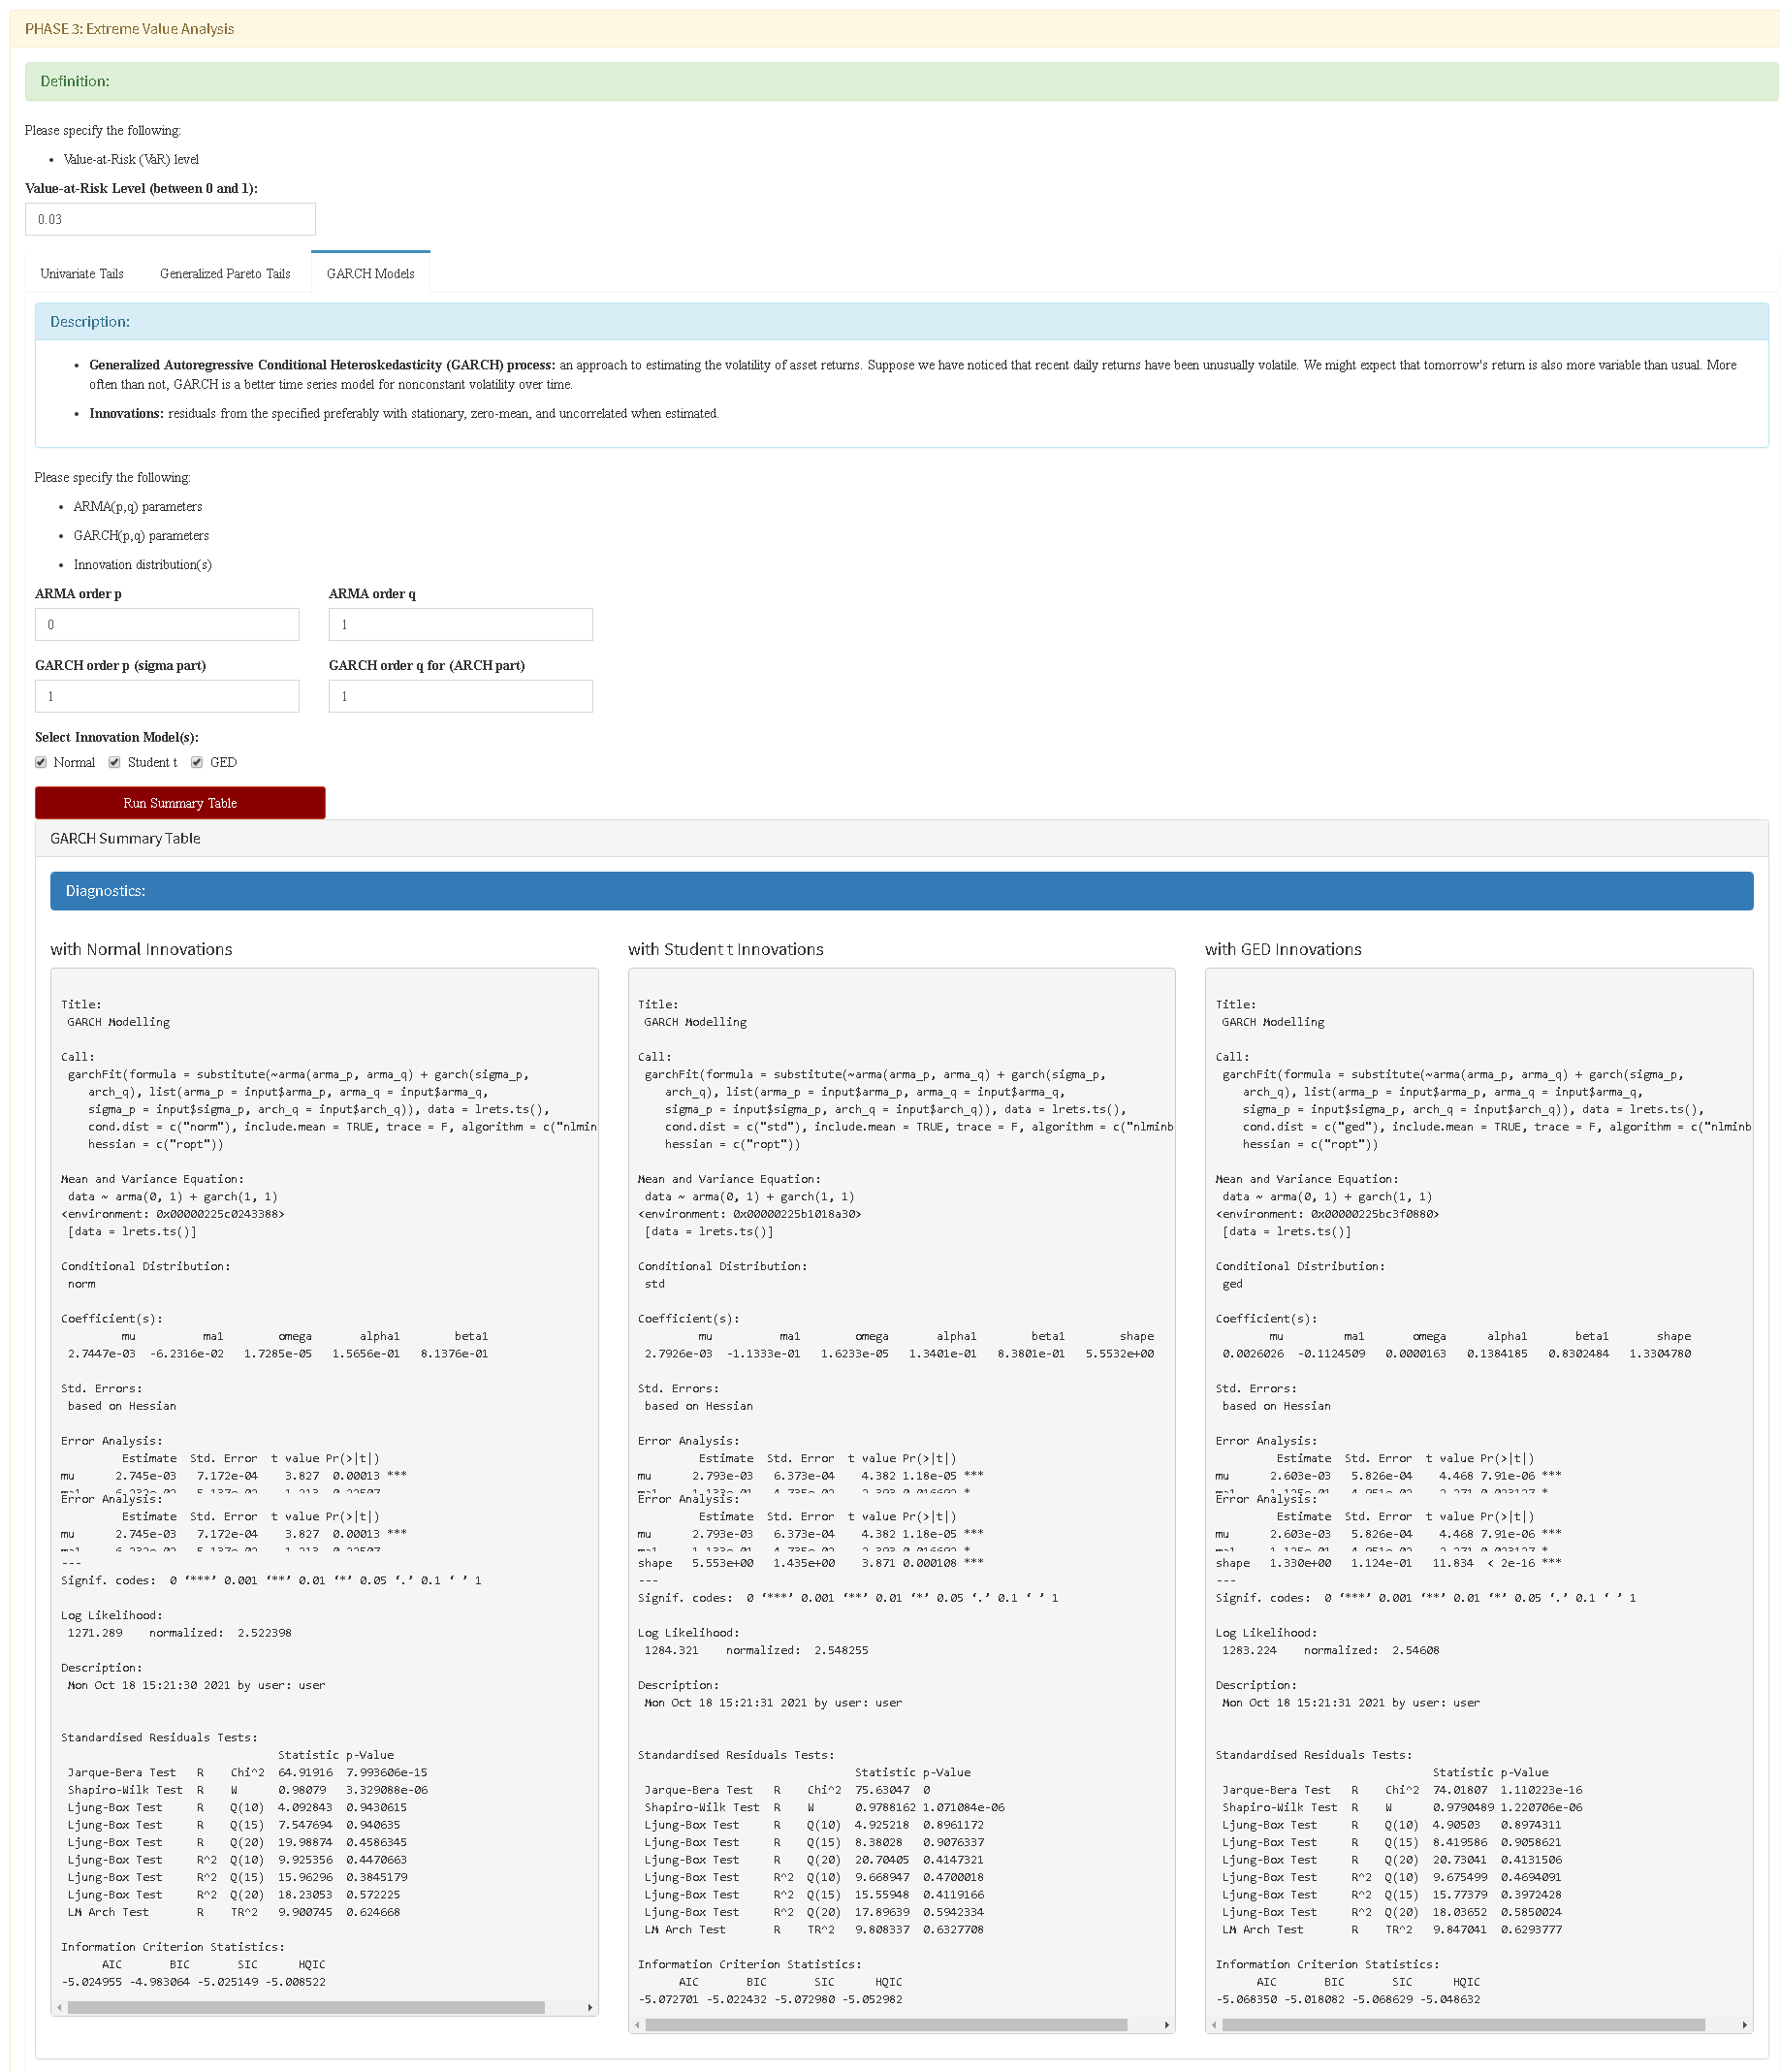 PHASE 3: Extreme Value Analysis
Definition:
Please specify the following:
• Value-at-Risk (VaR) level
Value-at-Risk Level (between 0 and 1):
0.03
Univariate Tails Generalized Pareto Tails GARCH Models
Description:
• Generalized Autoregressive Conditional Heteroskedasticity (GARCH) process: an approach to estimating the volatility of asset returns. Suppose we have noticed that recent daily returns have been unusually volatile. We might expect that tomorrow's return is also more variable than usual. More
often than not, GARCH is a better time series model for nonconstant volatility over time.
• Innovations: residuals from the specified preferably with stationary, zero-mean, and uncorrelated when estimated.
Please specify the following:
• ARMA(p,q) parameters
• GARCH(p,q) parameters
• Innovation distribution(s)
ARMA order p ARMA order q
0 1
GARCH order p (sigma part) GARCH order q for (ARCH part)
1 1
Select Innovation Model(s):
Normal Student t GED
Run Summary Table
GARCH Summary Table
Diagnostics:
with Normal Innovations
Title:
GARCH Modelling
Call:
garchFit(formula = substitute(~arma(arma_p, arma_q) + garch(sigma_p,
arch_q), list(arma_p = input$arma_p, arma_q = input$arma_q,
sigma_p = input$sigma_p, arch_q = input$arch_q)), data = lrets.ts(),
cond.dist = c("norm"), include.mean = TRUE, trace = F, algorithm = c("nlmin
hessian = c("ropt"))
Mean and Variance Equation:
data ~ arma(0, 1) + garch(1, 1)
<environment: 0x00000225c0243388>
[data = lrets.ts()]
Conditional Distribution:
norm
Coefficient(s):
mu ma1 omega alpha1 beta1
2.7447e-03 -6.2316e-02 1.7285e-05 1.5656e-01 8.1376e-01
Std. Errors:
based on Hessian
Error Analysis:
Estimate Std. Error t value Pr(>|t|)
mu 2.745e-03 7.172e-04 3.827 0.00013 ***
Error Analysis:
Estimate Std. Error t value Pr(>|t|)
mu 2.745e-03 7.172e-04 3.827 0.00013 ***
---
Signif. codes: 0 ‘***’ 0.001 ‘**’ 0.01 ‘*’ 0.05 ‘.’ 0.1 ‘ ’ 1
Log Likelihood:
1271.289 normalized: 2.522398
Description:
Mon Oct 18 15:21:30 2021 by user: user
Standardised Residuals Tests:
Statistic p-Value
Jarque-Bera Test R Chi^2 64.91916 7.993606e-15
Shapiro-Wilk Test R W 0.98079 3.329088e-06
Ljung-Box Test R Q(10) 4.092843 0.9430615
Ljung-Box Test R Q(15) 7.547694 0.940635
Ljung-Box Test R Q(20) 19.98874 0.4586345
Ljung-Box Test R^2 Q(10) 9.925356 0.4470663
Ljung-Box Test R^2 Q(15) 15.96296 0.3845179
Ljung-Box Test R^2 Q(20) 18.23053 0.572225
LM Arch Test R TR^2 9.900745 0.624668
Information Criterion Statistics:
AIC BIC SIC HQIC
-5.024955 -4.983064 -5.025149 -5.008522
with Student t Innovations
Title:
GARCH Modelling
Call:
garchFit(formula = substitute(~arma(arma_p, arma_q) + garch(sigma_p,
arch_q), list(arma_p = input$arma_p, arma_q = input$arma_q,
sigma_p = input$sigma_p, arch_q = input$arch_q)), data = lrets.ts(),
cond.dist = c("std"), include.mean = TRUE, trace = F, algorithm = c("nlminb
hessian = c("ropt"))
Mean and Variance Equation:
data ~ arma(0, 1) + garch(1, 1)
<environment: 0x00000225b1018a30>
[data = lrets.ts()]
Conditional Distribution:
std
Coefficient(s):
mu ma1 omega alpha1 beta1 shape
2.7926e-03 -1.1333e-01 1.6233e-05 1.3401e-01 8.3801e-01 5.5532e+00
Std. Errors:
based on Hessian
Error Analysis:
Estimate Std. Error t value Pr(>|t|)
mu 2.793e-03 6.373e-04 4.382 1.18e-05 ***
Error Analysis:
Estimate Std. Error t value Pr(>|t|)
mu 2.793e-03 6.373e-04 4.382 1.18e-05 ***
shape 5.553e+00 1.435e+00 3.871 0.000108 ***
---
Signif. codes: 0 ‘***’ 0.001 ‘**’ 0.01 ‘*’ 0.05 ‘.’ 0.1 ‘ ’ 1
Log Likelihood:
1284.321 normalized: 2.548255
Description:
Mon Oct 18 15:21:31 2021 by user: user
Standardised Residuals Tests:
Statistic p-Value
Jarque-Bera Test R Chi^2 75.63047 0
Shapiro-Wilk Test R W 0.9788162 1.071084e-06
Ljung-Box Test R Q(10) 4.925218 0.8961172
Ljung-Box Test R Q(15) 8.38028 0.9076337
Ljung-Box Test R Q(20) 20.70405 0.4147321
Ljung-Box Test R^2 Q(10) 9.668947 0.4700018
Ljung-Box Test R^2 Q(15) 15.55948 0.4119166
Ljung-Box Test R^2 Q(20) 17.89639 0.5942334
LM Arch Test R TR^2 9.808337 0.6327708
Information Criterion Statistics:
AIC BIC SIC HQIC
-5.072701 -5.022432 -5.072980 -5.052982
with GED Innovations
Title:
GARCH Modelling
Call:
garchFit(formula = substitute(~arma(arma_p, arma_q) + garch(sigma_p,
arch_q), list(arma_p = input$arma_p, arma_q = input$arma_q,
sigma_p = input$sigma_p, arch_q = input$arch_q)), data = lrets.ts(),
cond.dist = c("ged"), include.mean = TRUE, trace = F, algorithm = c("nlminb
hessian = c("ropt"))
Mean and Variance Equation:
data ~ arma(0, 1) + garch(1, 1)
<environment: 0x00000225bc3f0880>
[data = lrets.ts()]
Conditional Distribution:
ged
Coefficient(s):
mu ma1 omega alpha1 beta1 shape
0.0026026 -0.1124509 0.0000163 0.1384185 0.8302484 1.3304780
Std. Errors:
based on Hessian
Error Analysis:
Estimate Std. Error t value Pr(>|t|)
mu 2.603e-03 5.826e-04 4.468 7.91e-06 ***
Error Analysis:
Estimate Std. Error t value Pr(>|t|)
mu 2.603e-03 5.826e-04 4.468 7.91e-06 ***
shape 1.330e+00 1.124e-01 11.834 < 2e-16 ***
---
Signif. codes: 0 ‘***’ 0.001 ‘**’ 0.01 ‘*’ 0.05 ‘.’ 0.1 ‘ ’ 1
Log Likelihood:
1283.224 normalized: 2.54608
Description:
Mon Oct 18 15:21:31 2021 by user: user
Standardised Residuals Tests:
Statistic p-Value
Jarque-Bera Test R Chi^2 74.01807 1.110223e-16
Shapiro-Wilk Test R W 0.9790489 1.220706e-06
Ljung-Box Test R Q(10) 4.90503 0.8974311
Ljung-Box Test R Q(15) 8.419586 0.9058621
Ljung-Box Test R Q(20) 20.73041 0.4131506
Ljung-Box Test R^2 Q(10) 9.675499 0.4694091
Ljung-Box Test R^2 Q(15) 15.77379 0.3972428
Ljung-Box Test R^2 Q(20) 18.03652 0.5850024
LM Arch Test R TR^2 9.847041 0.6293777
Information Criterion Statistics:
AIC BIC SIC HQIC
-5.068350 -5.018082 -5.068629 -5.048632